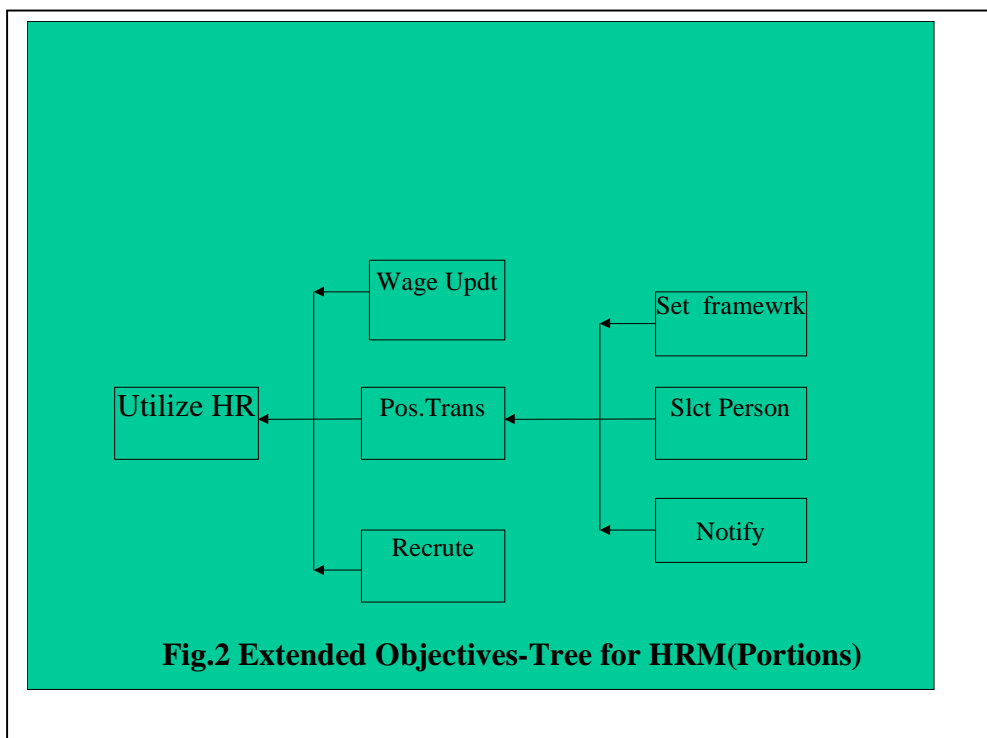 Wage Updt
Set framewrk
Utilize HR
Pos.Trans
Slct Person
Recrute
Notify
Fig.2 Extended Objectives-Tree for HRM(Portions)